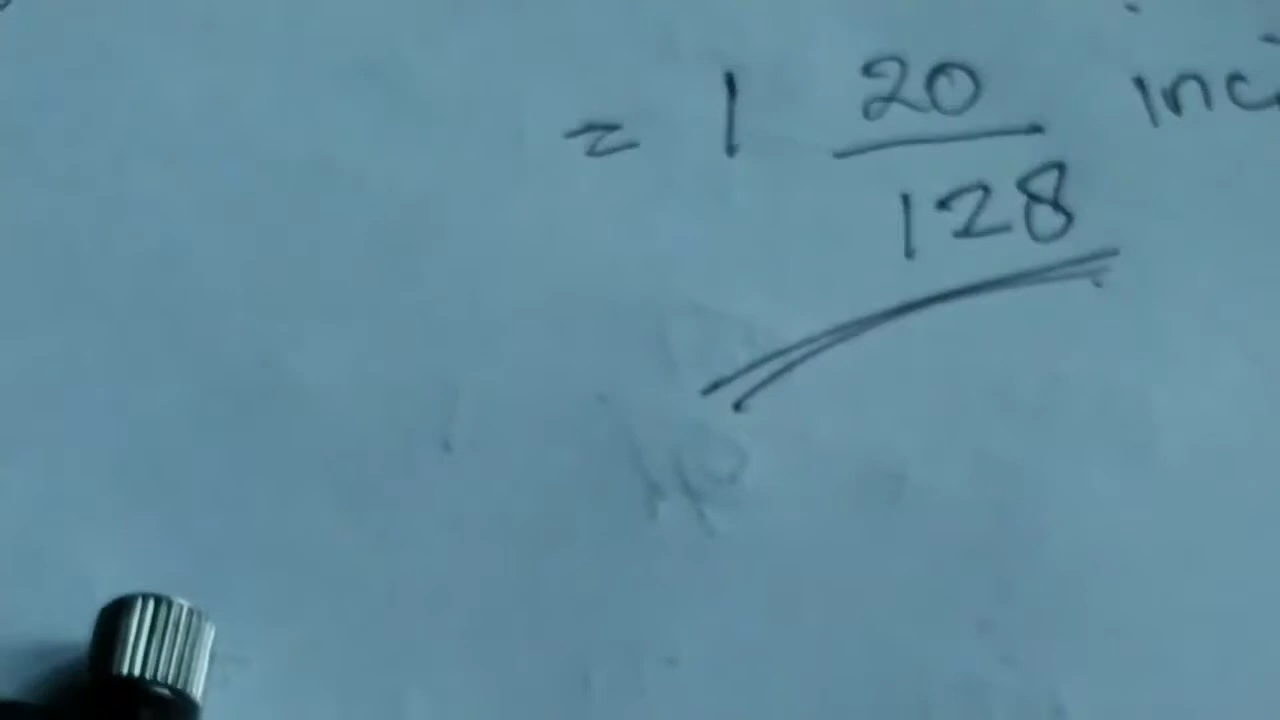 = 1 20/128 inc